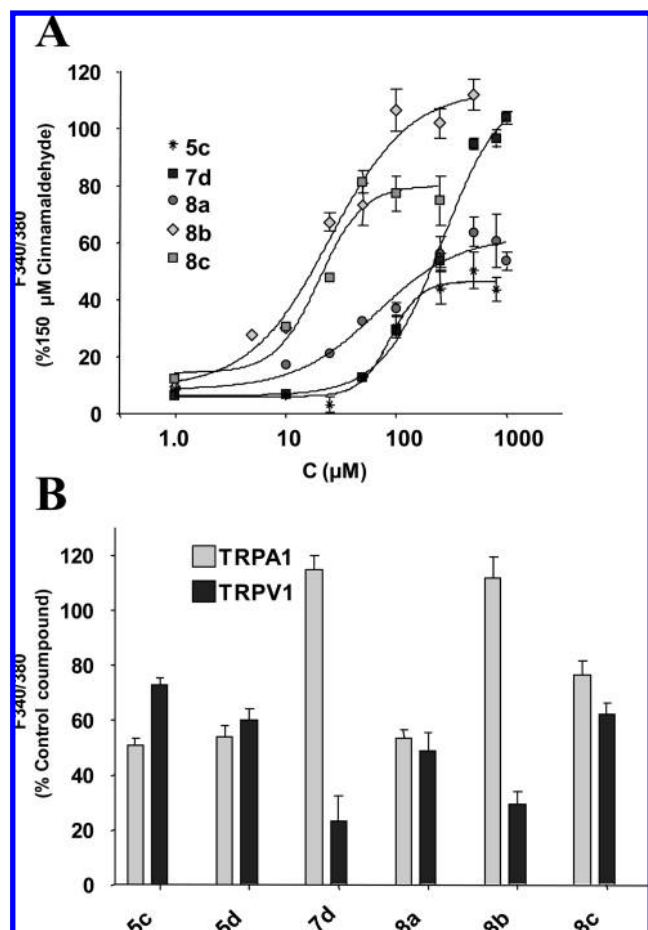 A
120
100
80
60
40
20
0
F340/380
(%150 µM Cinnamaldehyde)
5c
7d
8a
8b
8c
1.0
10
100
1000
C (µM)
B
120
100
80
60
40
20
0
F340/380
(% Control coumpound)
TRPA1
TRPV1
5c
5d
7d
8a
8b
8c